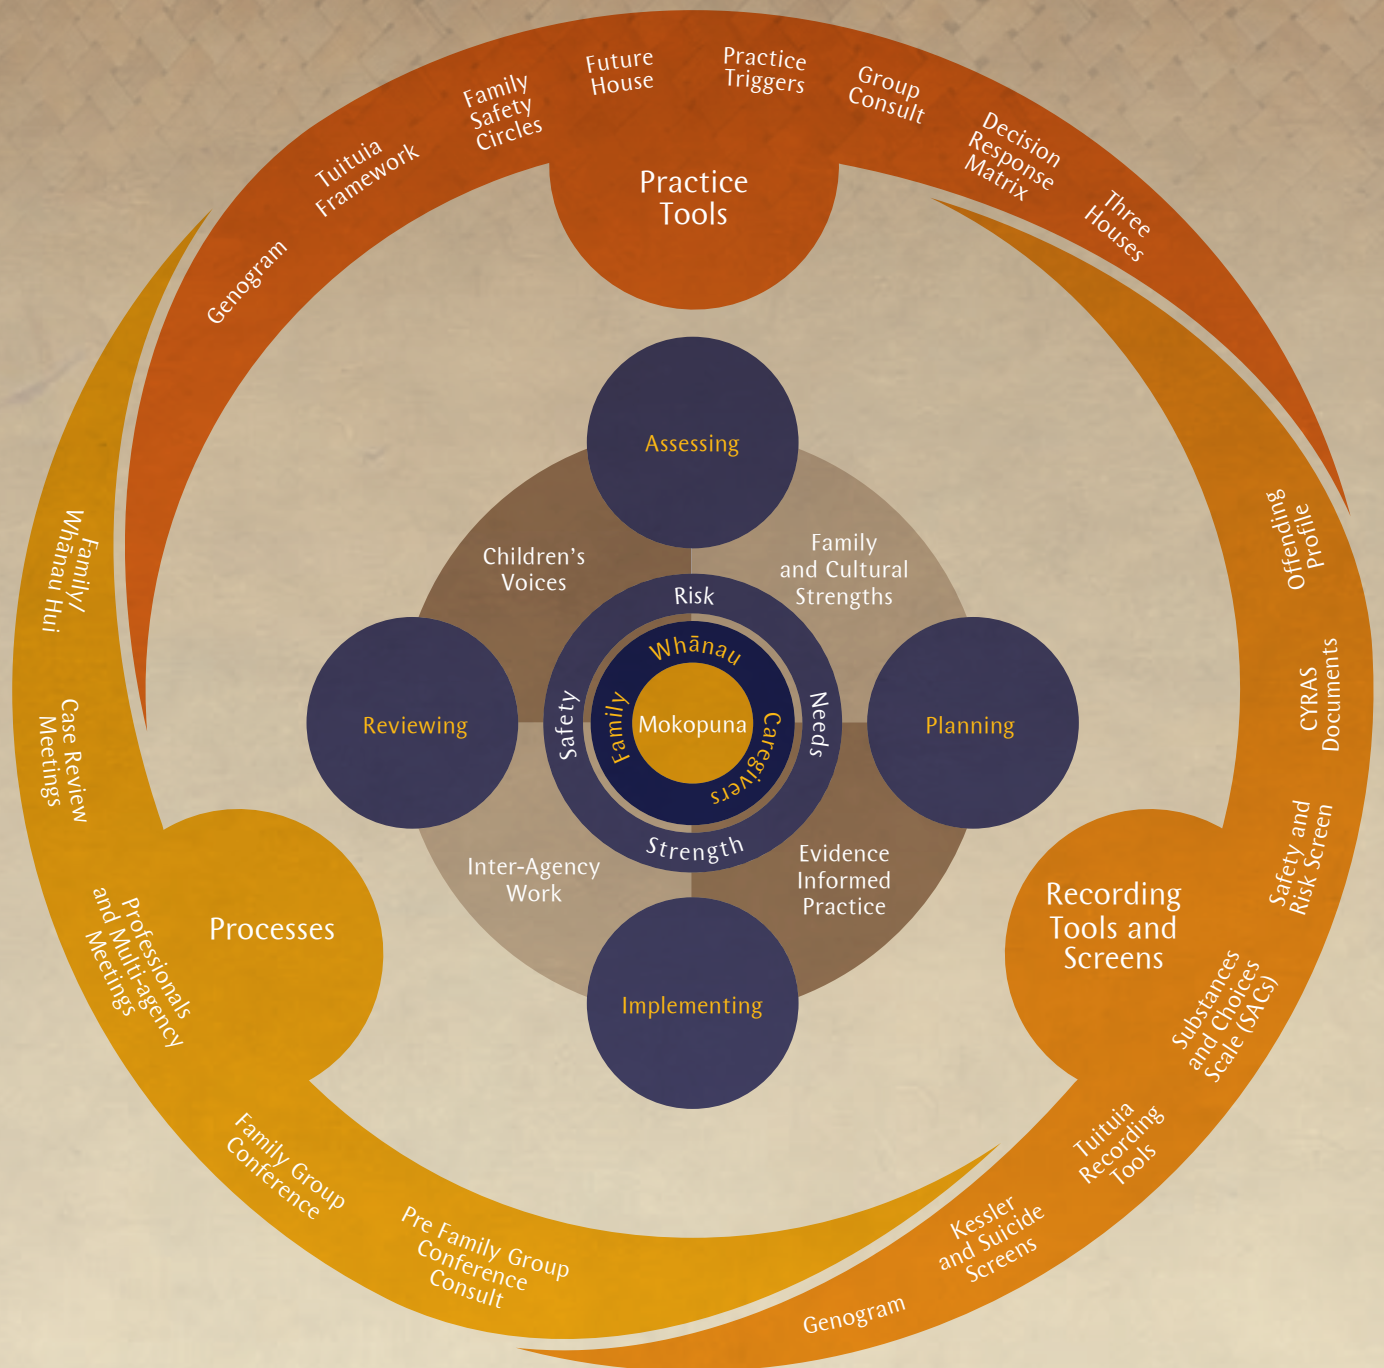 Practice
Tools
Genogram
Tuituia
Framework
Family
Safety
Circles
Future
House
Practice
Triggers
Group
Consult
Decision
Response
Matrix
Three
Houses
Offending
Profile
CYRAS
Documents
Safety and
Risk Screen
Substances
and Choices
Scale (SACs)
Tuituia
Recording
Tools
Kessler
and Suicide
Screens
Genogram
Recording
Tools and
Screens
Family/
Whānau Hui
Case Review
Meetings
Professionals
and Multi-agency
Meetings
Family Group
Conference
Pre Family Group
Conference
Consult
Processes
Assessing
Children's
Voices
Family
and Cultural
Strengths
Reviewing
Planning
Inter-Agency
Work
Evidence
Informed
Practice
Implementing
Risk
Needs
Strength
Safety
Whānau
Caregivers
Family
Mokopuna